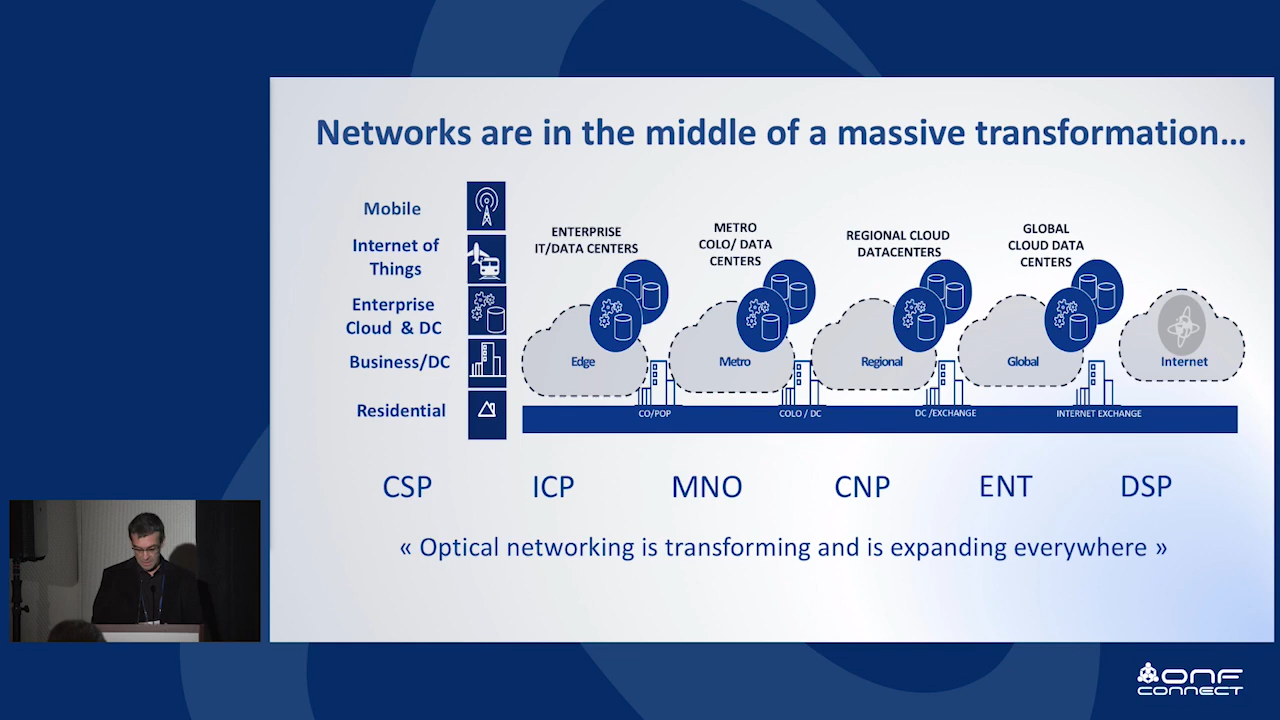 Networks are in the middle of a massive transformation…
Mobile
Internet of
Things
Enterprise
Cloud & DC
Business/DC
Residential
ENTERPRISE
IT/DATA CENTERS
METRO
COLO/ DATA
CENTERS
REGIONAL CLOUD
DATACENTERS
GLOBAL
CLOUD DATA
CENTERS
Edge
Metro
Regional
Global
Internet
CO/POP
COLO / DC
DC /EXCHANGE
INTERNET EXCHANGE
CSP ICP MNO CNP ENT DSP
« Optical networking is transforming and is expanding everywhere »
ONF
CONNECT